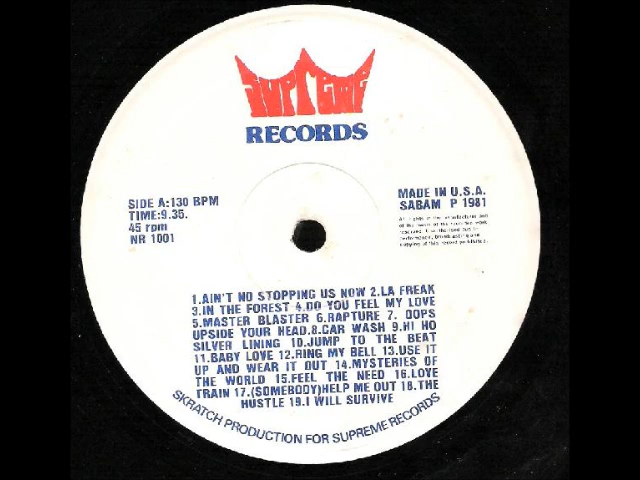 Supreme
RECORDS
SIDE A:130 BPM
TIME:9.35.
45 rpm
NR 1001
MADE IN U.S.A.
SABAM P 1981
1.AIN'T NO STOPPING US NOW 2.LA FREAK
3.IN THE FOREST 4.DO YOU FEEL MY LOVE
5.MASTER BLASTER 6.RAPTURE 7. OOPS
UPSIDE YOUR HEAD.8.CAR WASH 9.HI HO
SILVER LINING 10.JUMP TO THE BEAT
11.BABY LOVE 12.RING MY BELL 13.USE IT
UP AND WEAR IT OUT 14.MYSTERIES OF
THE WORLD 15.FEEL THE NEED 16.LOVE
TRAIN 17.(SOMEBODY)HELP ME OUT 18.THE
HUSTLE 19.I WILL SURVIVE
SKRATCH PRODUCTION FOR SUPREME RECORDS